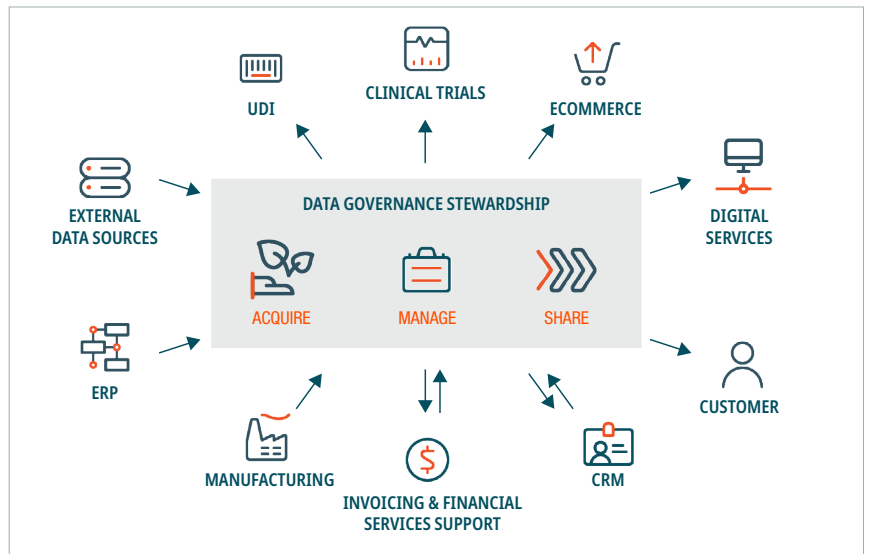 CLINICAL TRIALS
UDI
ECOMMERCE
EXTERNAL
DATA SOURCES
DATA GOVERNANCE STEWARDSHIP
DIGITAL
SERVICES
ACQUIRE
MANAGE
SHARE
ERP
CUSTOMER
MANUFACTURING
$
INVOICING & FINANCIAL
SERVICES SUPPORT
CRM